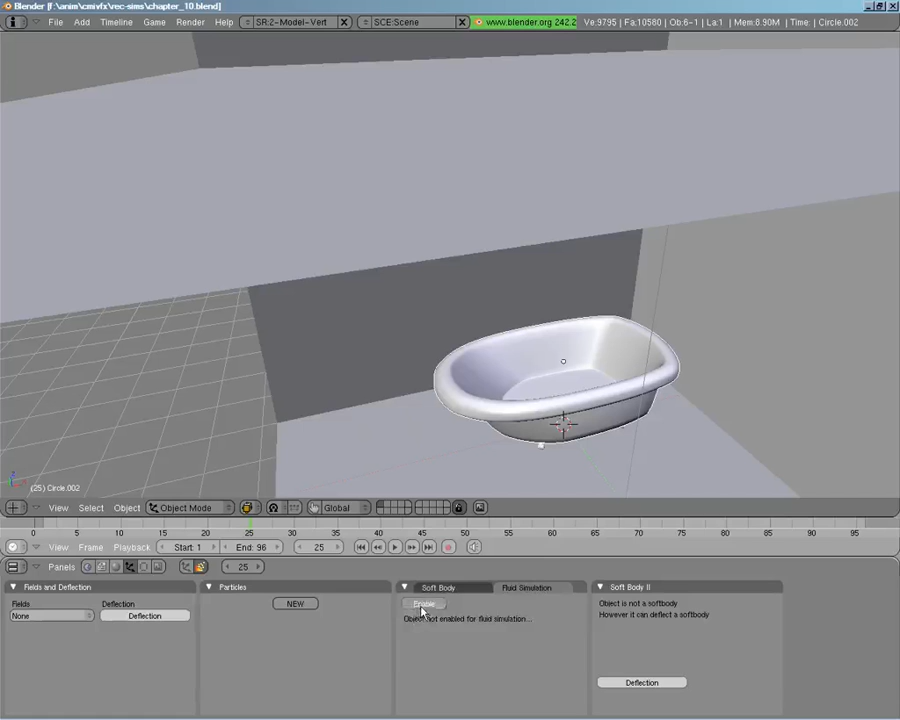 Blender [f:\anim\cmivfx\rec-sims\chapter_10.blend]
File Add Timeline Game Render Help SR:2-Model-Vert SCE:Scene www.blender.org 242.2 Ve:9795 | Fa:10580 | Ob:6-1 | La:1 | Mem:8.90M | Time: | Circle.002
(25) Circle.002
View Select Object Object Mode Global
0 5 10 15 20 25 30 35 40 45 50 55 60 65 70 75 80 85 90 95
View Frame Playback Start: 1 End: 96 25
Panels 25
Fields and Deflection Particles Soft Body Fluid Simulation Soft Body II
Fields Deflection NEW Enable Object is not a softbody
None Deflection Object not enabled for fluid simulation... However it can deflect a softbody
Deflection